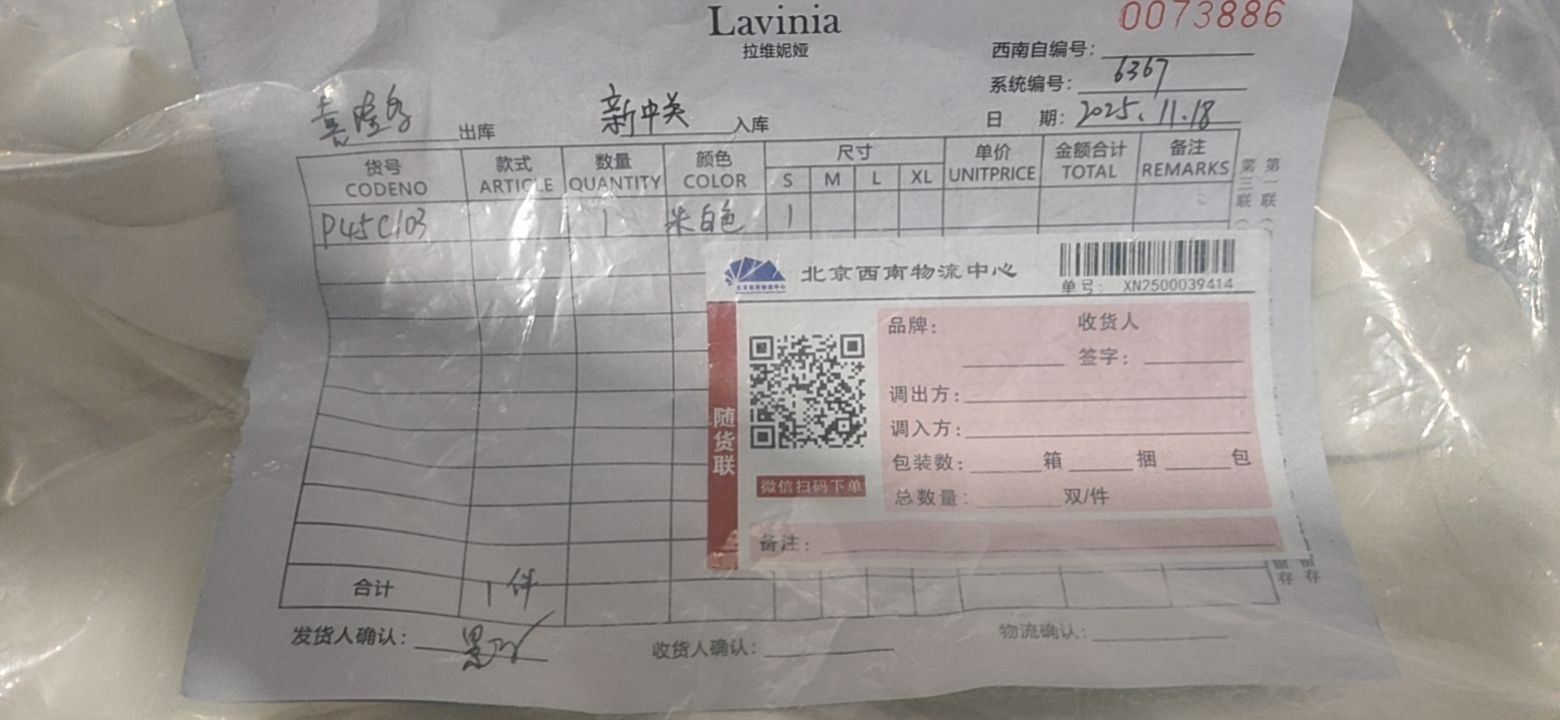 Lavinia
拉维妮娅
0073886
西南自编号:
系统编号: 6367
日 期: 2025.11.18
喜隆多 出库 新中关 入库
货号 款式 数量 颜色 尺寸 单价 金额合计 备注
CODENO ARTICLE QUANTITY COLOR S M L XL UNITPRICE TOTAL REMARKS
P45C103 1 米白色 1
第三联( 第一联(
北京西南物流中心
单号: XN2500039414
品牌: 收货人
签字:
调出方:
调入方:
包装数: 箱 捆 包
总数量: 双/件
备注:
随货联
微信扫码下单
合计 1件
发货人确认: 收货人确认: 物流确认: